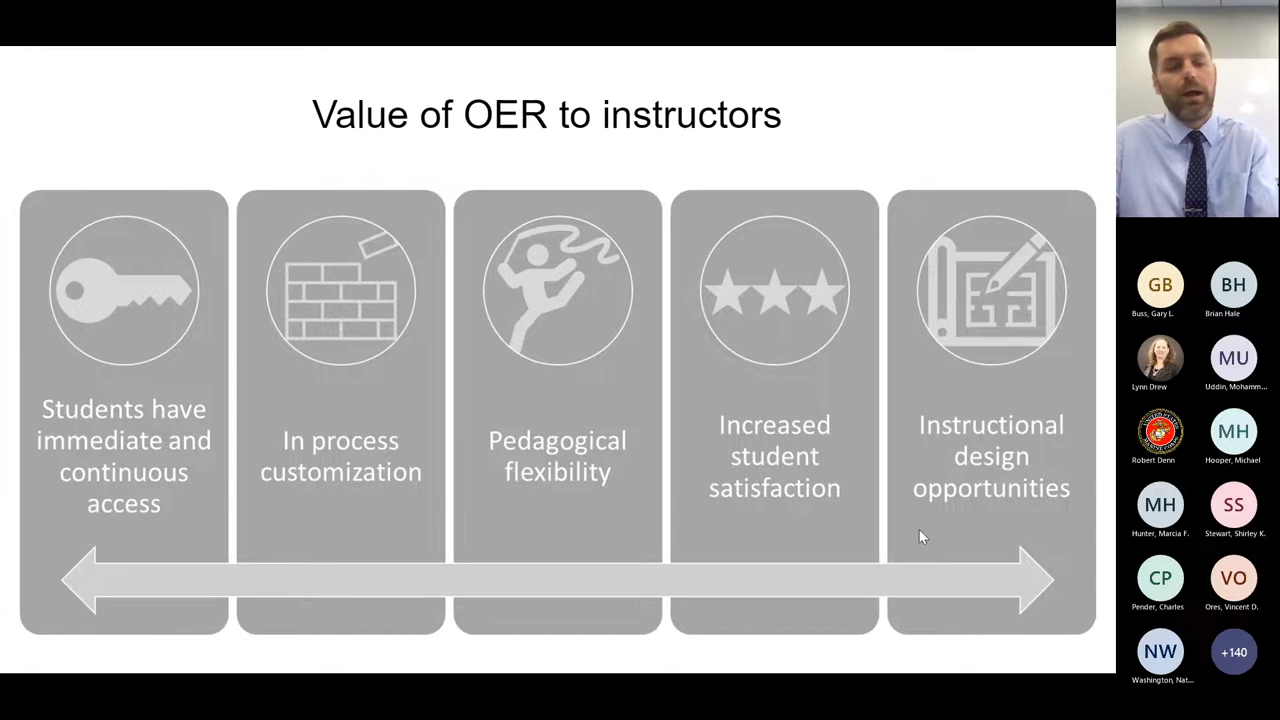 Value of OER to instructors
Students have
immediate and
continuous
access
In process
customization
Pedagogical
flexibility
Increased
student
satisfaction
Instructional
design
opportunities
GB
Buss, Gary L.
BH
Brian Hale
Lynn Drew
MU
Uddin, Mohamm...
Robert Denn
MH
Hooper, Michael
MH
Hunter, Marcia F.
SS
Stewart, Shirley K.
CP
Pender, Charles
VO
Ores, Vincent D.
NW
Washington, Nat...
+140